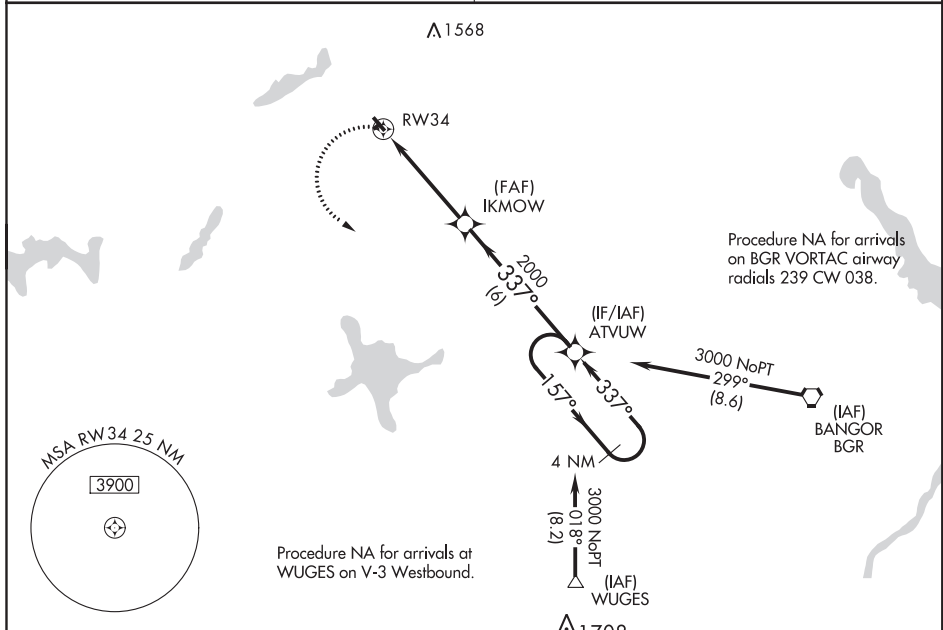 1568
RW34
(FAF)
IKMOW
Procedure NA for arrivals
on BGR VORTAC airway
radials 239 CW 038.
2000
337°
(6)
(IF/IAF)
ATVUW
3000 NoPT
299°
(8.6)
(IAF)
BANGOR
BGR
157°
337°
4 NM
3000 NoPT
018°
(8.2)
(IAF)
WUGES
MSA RW34 25 NM
3900
Procedure NA for arrivals at
WUGES on V-3 Westbound.